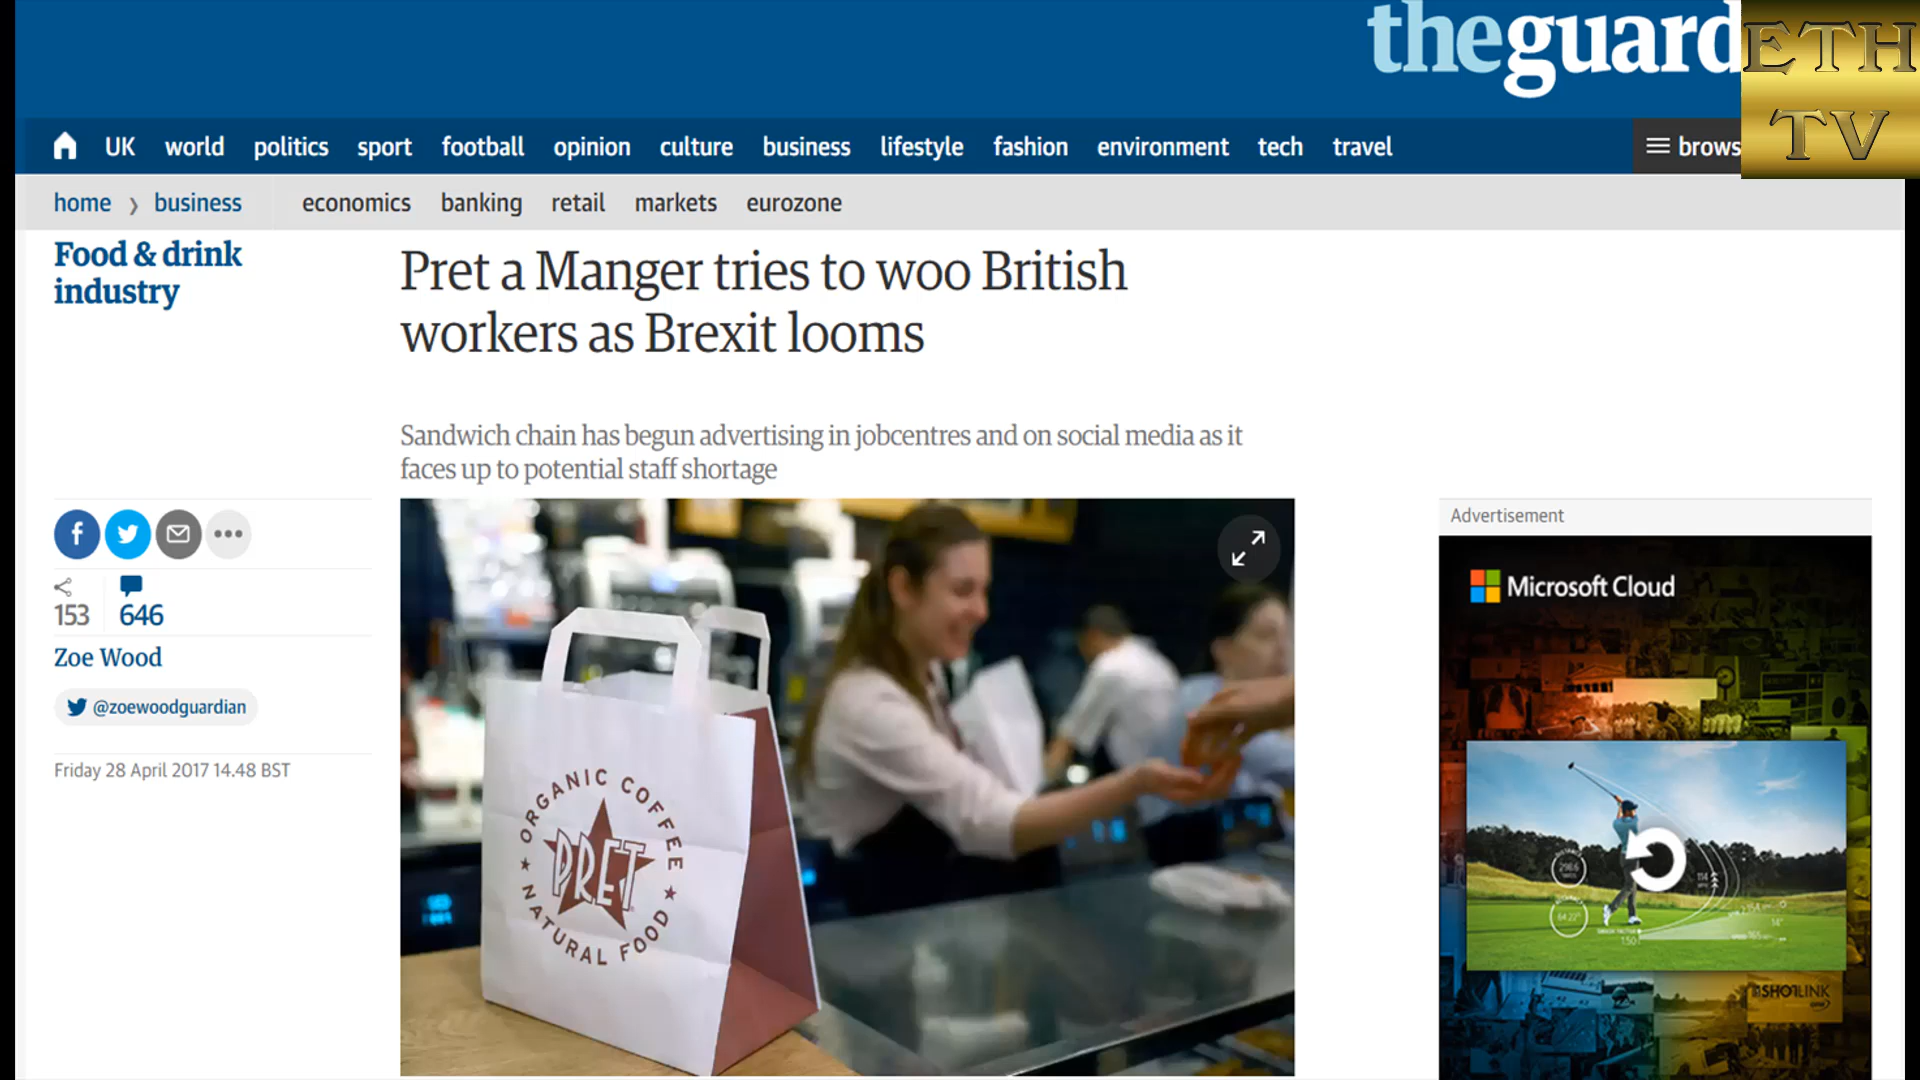 theguard
ETH
TV
UK world politics sport football opinion culture business lifestyle fashion environment tech travel
brows
home › business economics banking retail markets eurozone
Food & drink
industry
Pret a Manger tries to woo British
workers as Brexit looms
Sandwich chain has begun advertising in jobcentres and on social media as it
faces up to potential staff shortage
153 646
Zoe Wood
@zoewoodguardian
Friday 28 April 2017 14.48 BST
ORGANIC COFFEE
PRET
NATURAL FOOD
Advertisement
Microsoft Cloud
SHOTLINK